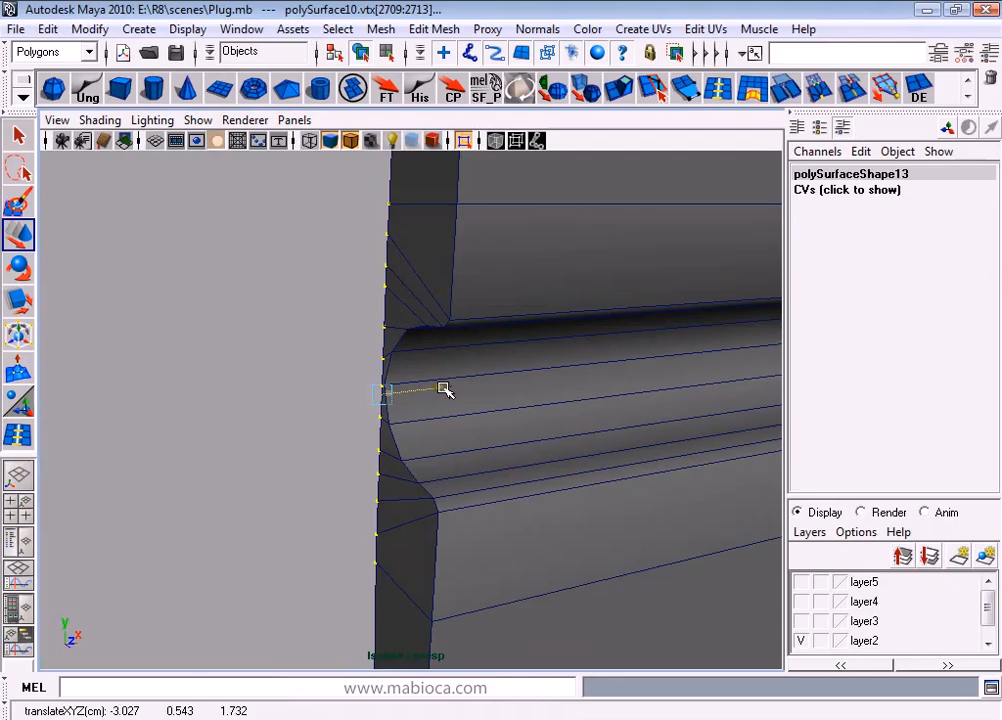 Autodesk Maya 2010: E:\R8\scenes\Plug.mb --- polySurface10.vtx[2709:2713]...
File Edit Modify Create Display Window Assets Select Mesh Edit Mesh Proxy Normals Color Create UVs Edit UVs Muscle Help
Polygons Objects
Ung FT His CP mel SF_P DE
View Shading Lighting Show Renderer Panels
Channels Edit Object Show
polySurfaceShape13
CVs (click to show)
Display Render Anim
Layers Options Help
layer5
layer4
layer3
V layer2
y
x
z
<< >>
MEL www.mabioca.com
translateXYZ(cm): -3.027 0.543 1.732